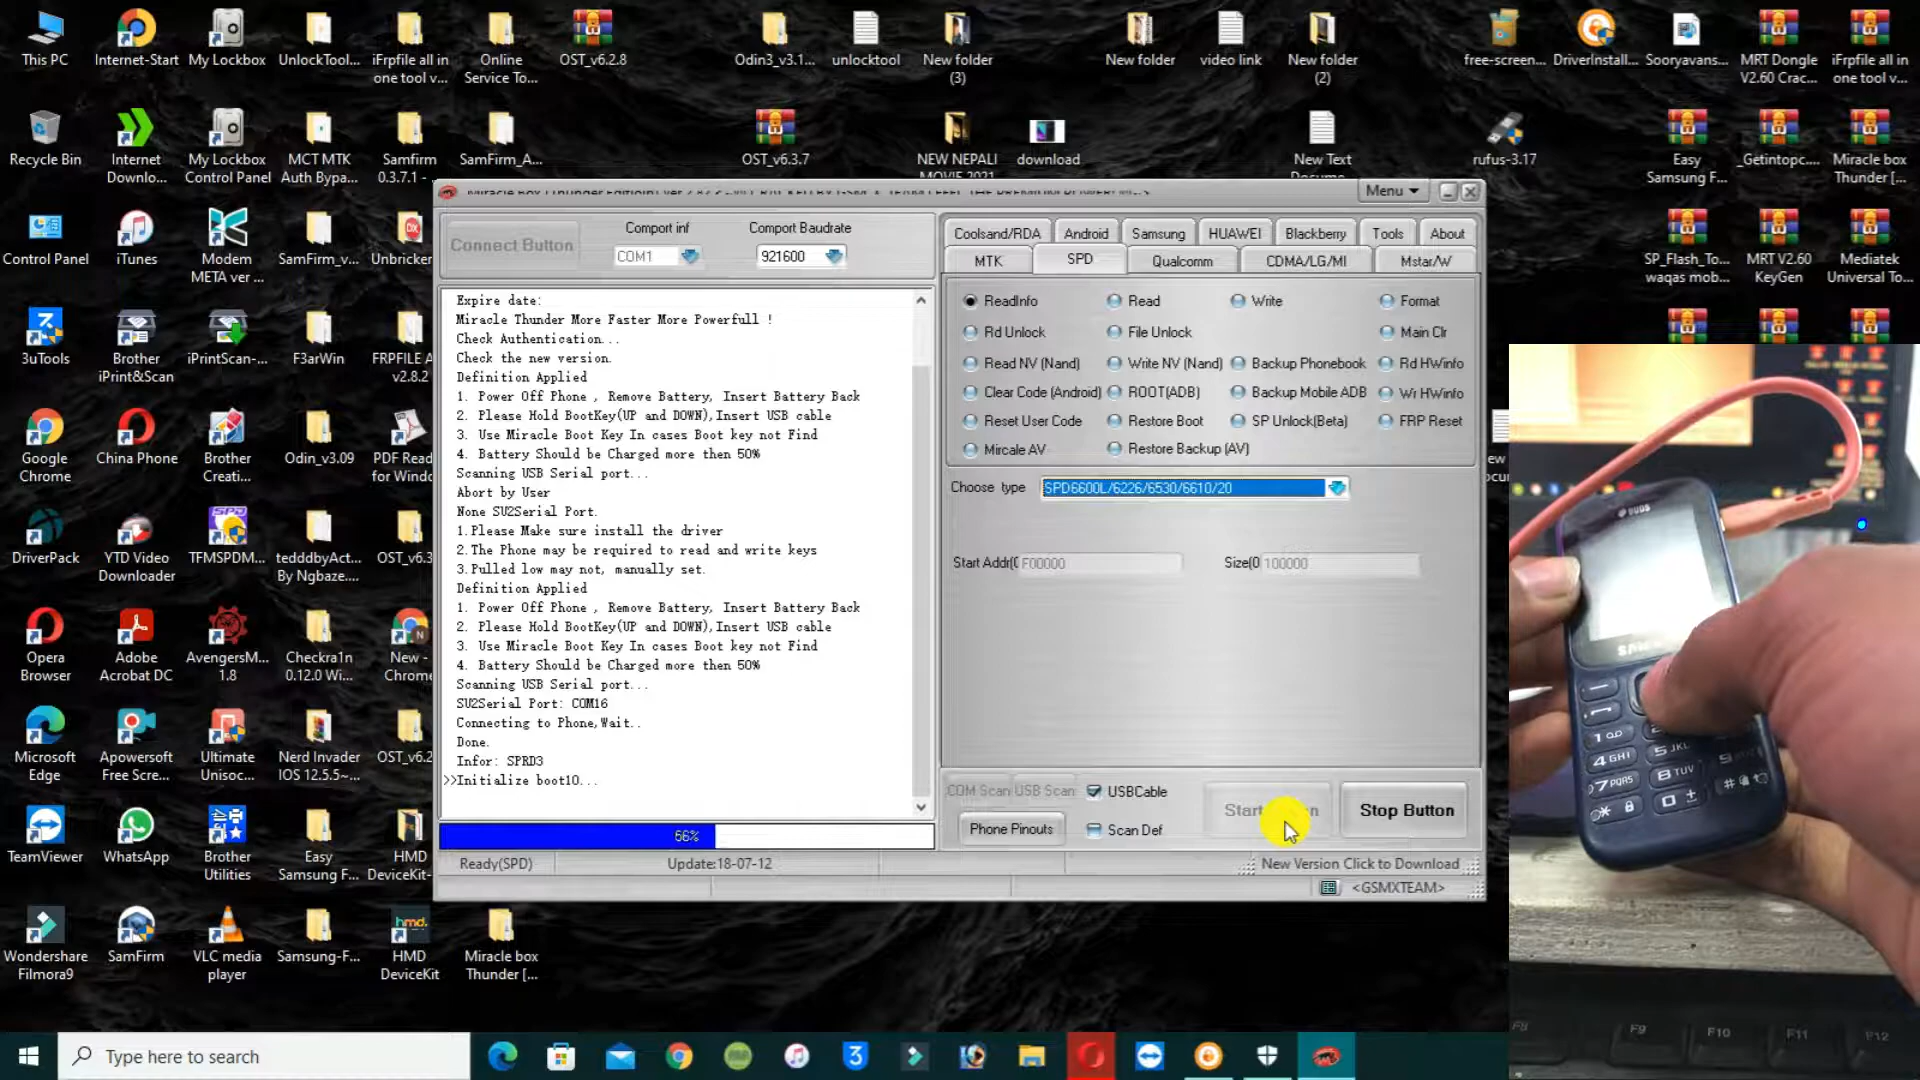 This PC
Internet-Start
My Lockbox
UnlockTool...
iFrpfile all in
one tool v...
Online
Service To...
OST_v6.2.8
Odin3_v3.1...
unlocktool
New folder
(3)
New folder
video link
New folder
(2)
free-screen...
DriverInstall...
Sooryavans...
MRT Dongle
V2.60 Crac...
iFrpfile all in
one tool v...
Recycle Bin
Internet
Downlo...
My Lockbox
Control Panel
MCT MTK
Auth Bypa...
Samfirm
0.3.7.1 -...
SamFirm_A...
OST_v6.3.7
NEW NEPALI
MOVIE 2021
download
New Text
Docume...
rufus-3.17
Easy
Samsung F...
_Getintopc....
Miracle box
Thunder [...
Menu
Control Panel
iTunes
Modem
META ver ...
SamFirm_v...
Unbricker
SP_Flash_To...
waqas mob...
MRT V2.60
KeyGen
Mediatek
Universal To...
Connect Button
Comport inf
COM1
Comport Baudrate
921600
Coolsand/RDA
Android
Samsung
HUAWEI
Blackberry
Tools
About
MTK
SPD
Qualcomm
CDMA/LG/MI
Mstar/W
Expire date:
Miracle Thunder More Faster More Powerfull !
Check Authentication...
Check the new version.
Definition Applied
1. Power Off Phone , Remove Battery, Insert Battery Back
2. Please Hold BootKey(UP and DOWN),Insert USB cable
3. Use Miracle Boot Key In cases Boot key not Find
4. Battery Should be Charged more then 50%
Scanning USB Serial port...
Abort by User
None SU2Serial Port.
1.Please Make sure install the driver
2.The Phone may be required to read and write keys
3.Pulled low may not, manually set.
Definition Applied
1. Power Off Phone , Remove Battery, Insert Battery Back
2. Please Hold BootKey(UP and DOWN),Insert USB cable
3. Use Miracle Boot Key In cases Boot key not Find
4. Battery Should be Charged more then 50%
Scanning USB Serial port...
SU2Serial Port: COM16
Connecting to Phone,Wait..
Done.
Infor: SPRD3
>>Initialize boot10...
56%
ReadInfo
Read
Write
Format
Rd Unlock
File Unlock
Main Clr
Read NV (Nand)
Write NV (Nand)
Backup Phonebook
Rd HWinfo
Clear Code (Android)
ROOT(ADB)
Backup Mobile ADB
Wr HWinfo
Reset User Code
Restore Boot
SP Unlock(Beta)
FRP Reset
Mircale AV
Restore Backup (AV)
Choose type
SPD6600L/6226/6530/6610/20
Start Addr(
F00000
Size(0
100000
COM Scan
USB Scan
USBCable
Phone Pinouts
Scan Def
Start
Stop Button
Ready(SPD)
Update:18-07-12
New Version Click to Download
<GSMXTEAM>
3uTools
Brother
iPrint&Scan
iPrintScan-...
F3arWin
FRPFILE A
v2.8.2
Google
Chrome
China Phone
Brother
Creati...
Odin_v3.09
PDF Read
for Windo
DriverPack
YTD Video
Downloader
TFMSPDM...
tedddbyAct...
By Ngbaze....
OST_v6.3
Opera
Browser
Adobe
Acrobat DC
AvengersM...
1.8
Checkra1n
0.12.0 Wi...
New -
Chrome
Microsoft
Edge
Apowersoft
Free Scre...
Ultimate
Unisoc...
Nerd Invader
IOS 12.5.5~...
OST_v6.2
TeamViewer
WhatsApp
Brother
Utilities
Easy
Samsung F...
HMD
DeviceKit-
Wondershare
Filmora9
SamFirm
VLC media
player
Samsung-F...
hmd.
HMD
DeviceKit
Miracle box
Thunder [...
DUOS
4 GHI
7 PQRS
8 TUV
F9
F10
F11
F12
Type here to search